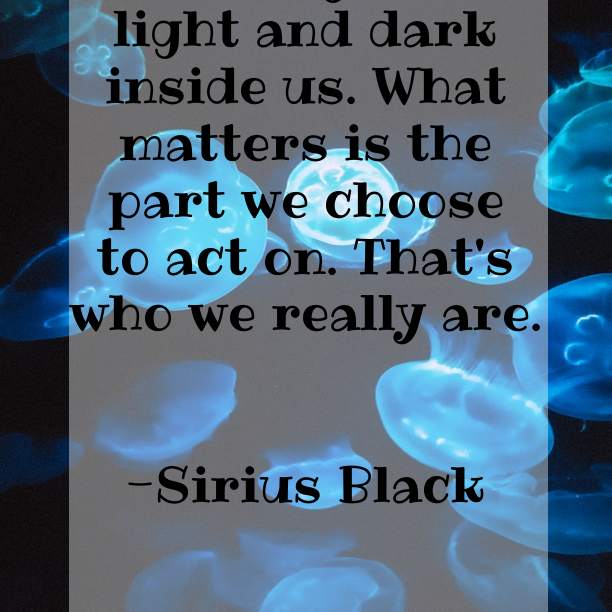 light and dark
inside us. What
matters is the
part we choose
to act on. That's
who we really are.
-Sirius Black